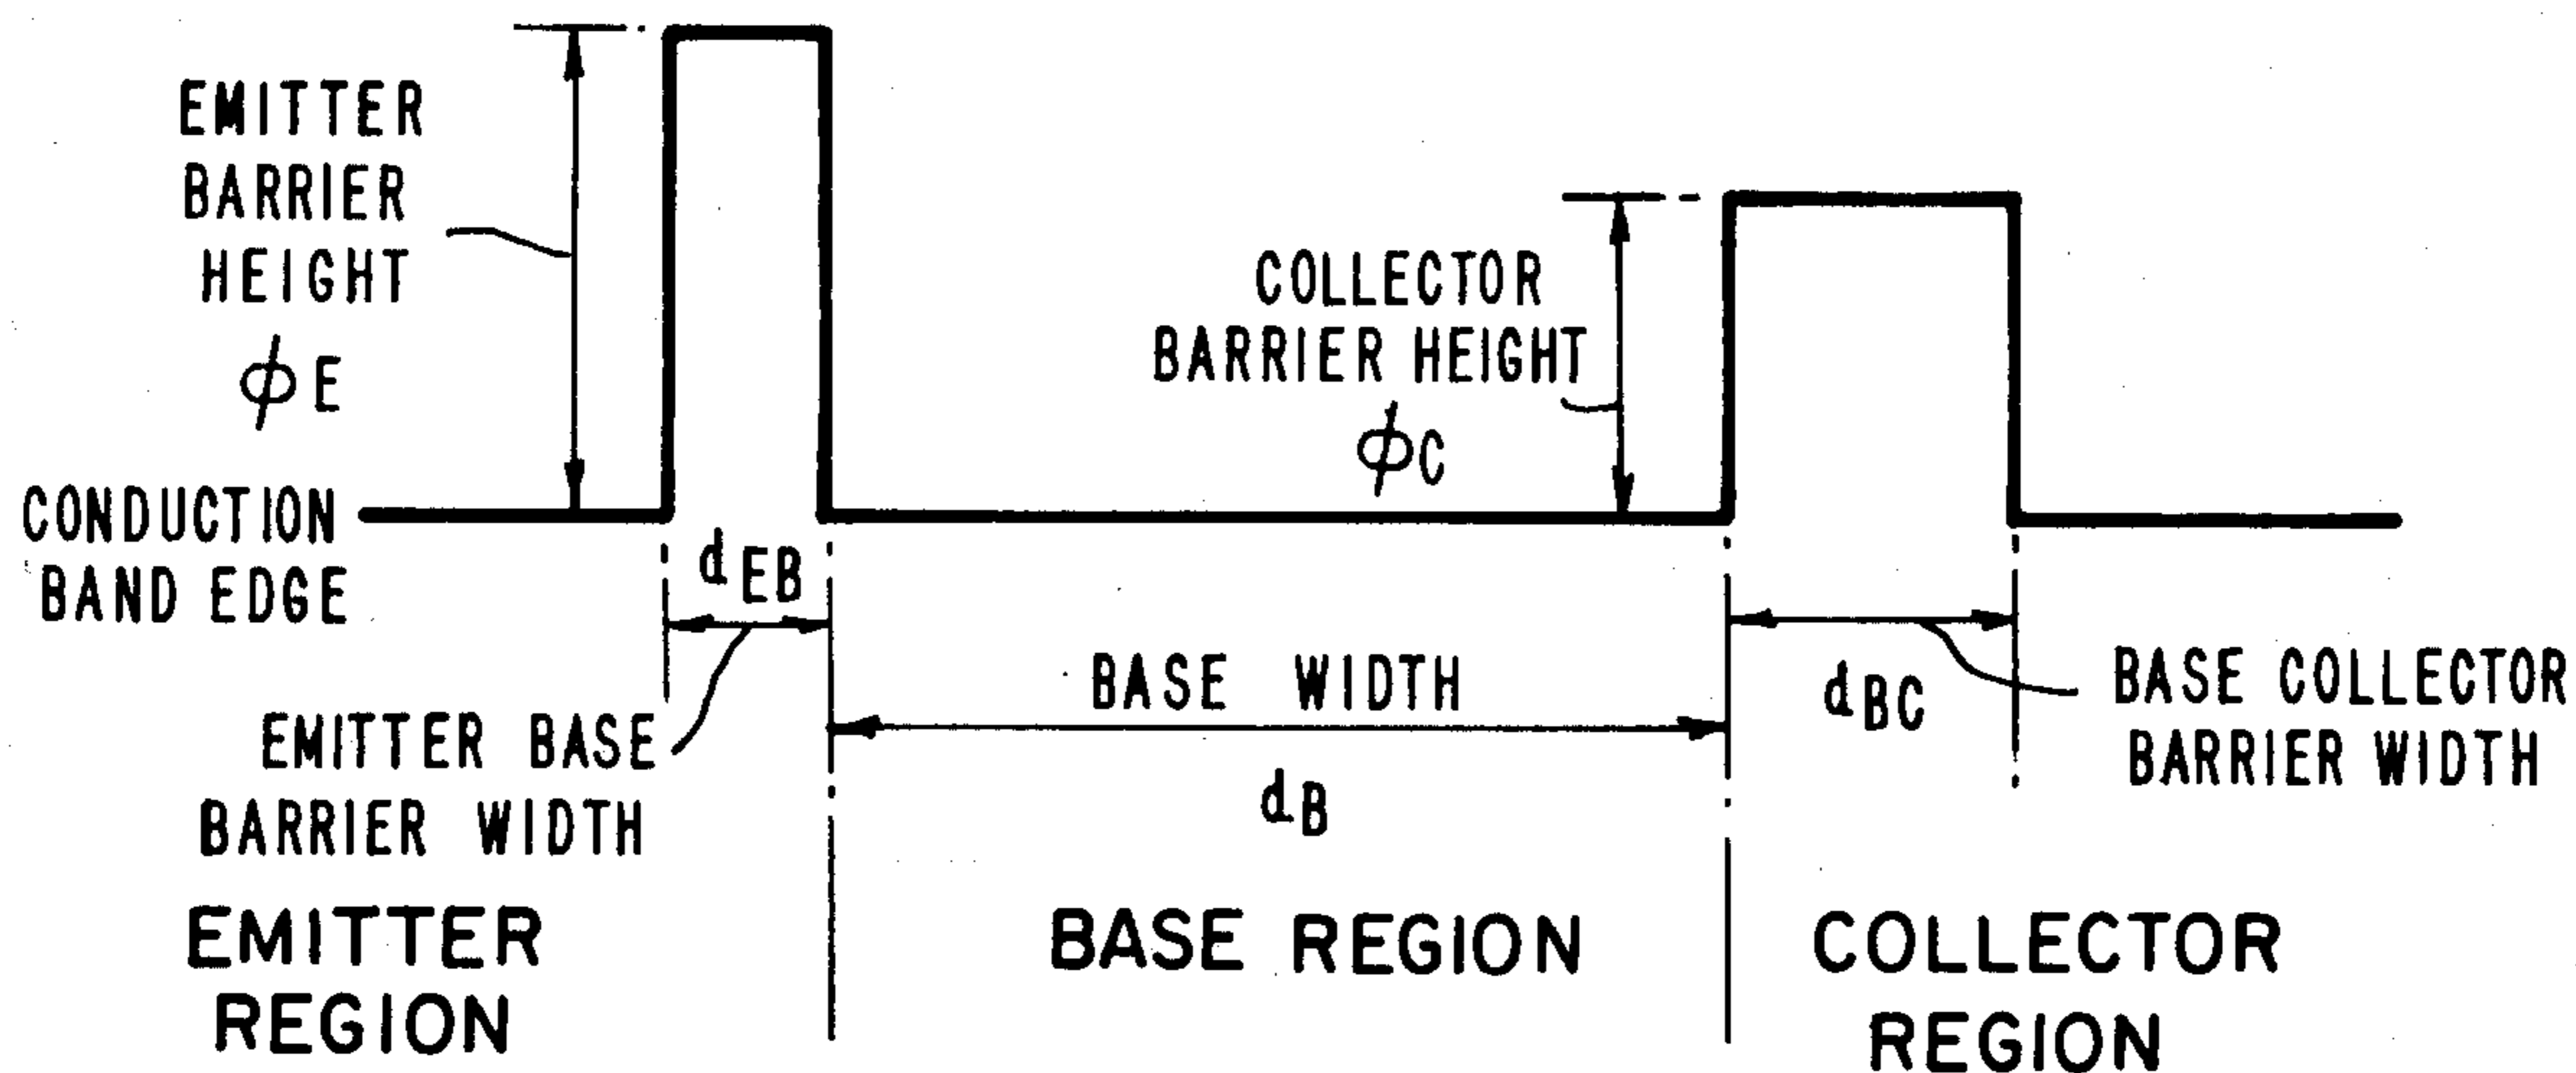 EMITTER
BARRIER
HEIGHT
ϕE
CONDUCTION
BAND EDGE
COLLECTOR
BARRIER HEIGHT
ϕC
dEB
EMITTER BASE
BARRIER WIDTH
BASE WIDTH
dB
dBC
BASE COLLECTOR
BARRIER WIDTH
EMITTER
REGION
BASE REGION
COLLECTOR
REGION